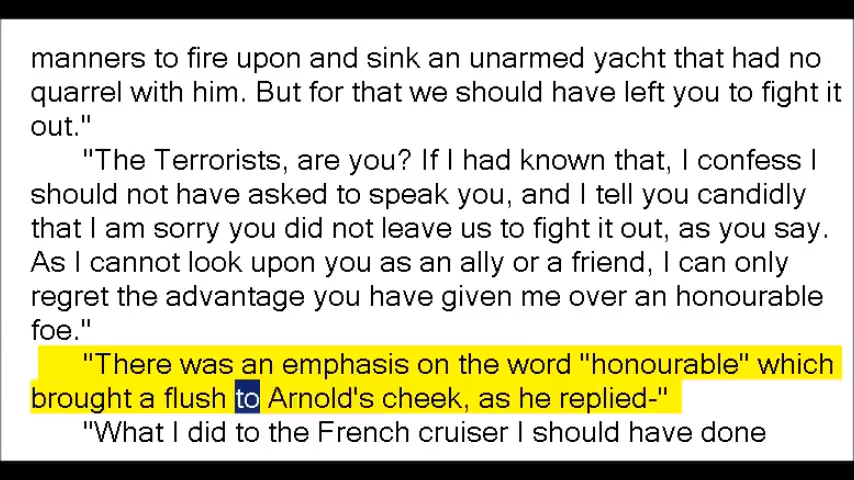 manners to fire upon and sink an unarmed yacht that had no
quarrel with him. But for that we should have left you to fight it
out."
"The Terrorists, are you? If I had known that, I confess I
should not have asked to speak you, and I tell you candidly
that I am sorry you did not leave us to fight it out, as you say.
As I cannot look upon you as an ally or a friend, I can only
regret the advantage you have given me over an honourable
foe."
"There was an emphasis on the word "honourable" which
brought a flush to Arnold's cheek, as he replied-"
"What I did to the French cruiser I should have done